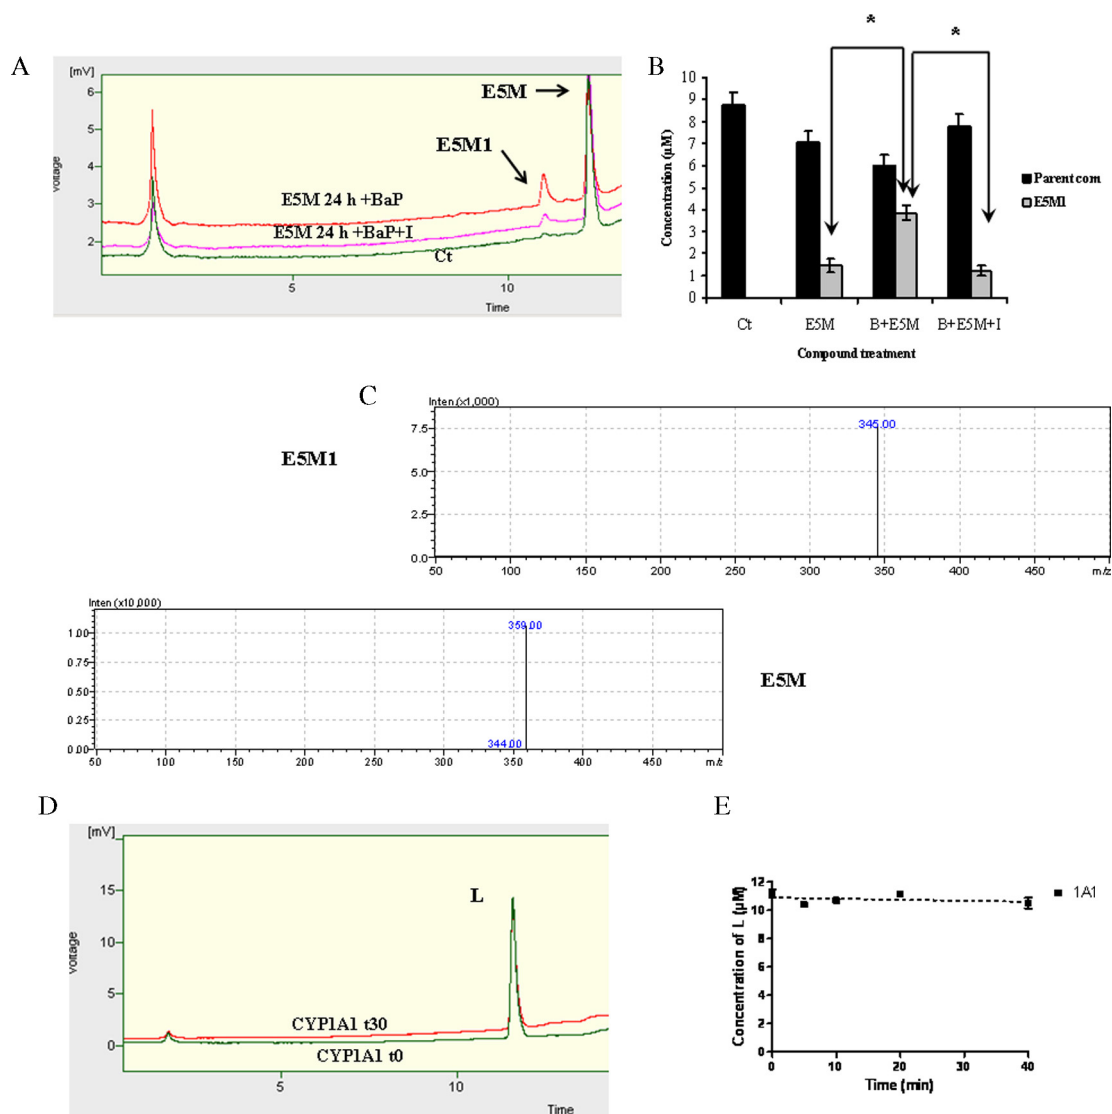 A
[mV]
6
5
4
3
2
voltage
E5M
E5M1
E5M 24 h +BaP
E5M 24 h +BaP+I
Ct
5
10
Time
B
*
*
10
9
8
7
6
5
4
3
2
1
0
Concentration (µM)
Ct
E5M
B+E5M
B+E5M+I
Compound treatment
Parent com
E5M1
C
E5M1
Inten (x1,000)
7.5
5.0
2.5
0.0
345.00
50 100 150 200 250 300 350 400 450 m/z
Inten (x10,000)
1.00
0.75
0.50
0.25
0.00
359.00
344.00
50 100 150 200 250 300 350 400 450 m/z
E5M
D
[mV]
15
10
5
0
voltage
L
CYP1A1 t30
CYP1A1 t0
5
10
Time
E
12
10
8
6
4
2
0
Concentration of L (µM)
0 10 20 30 40
Time (min)
1A1